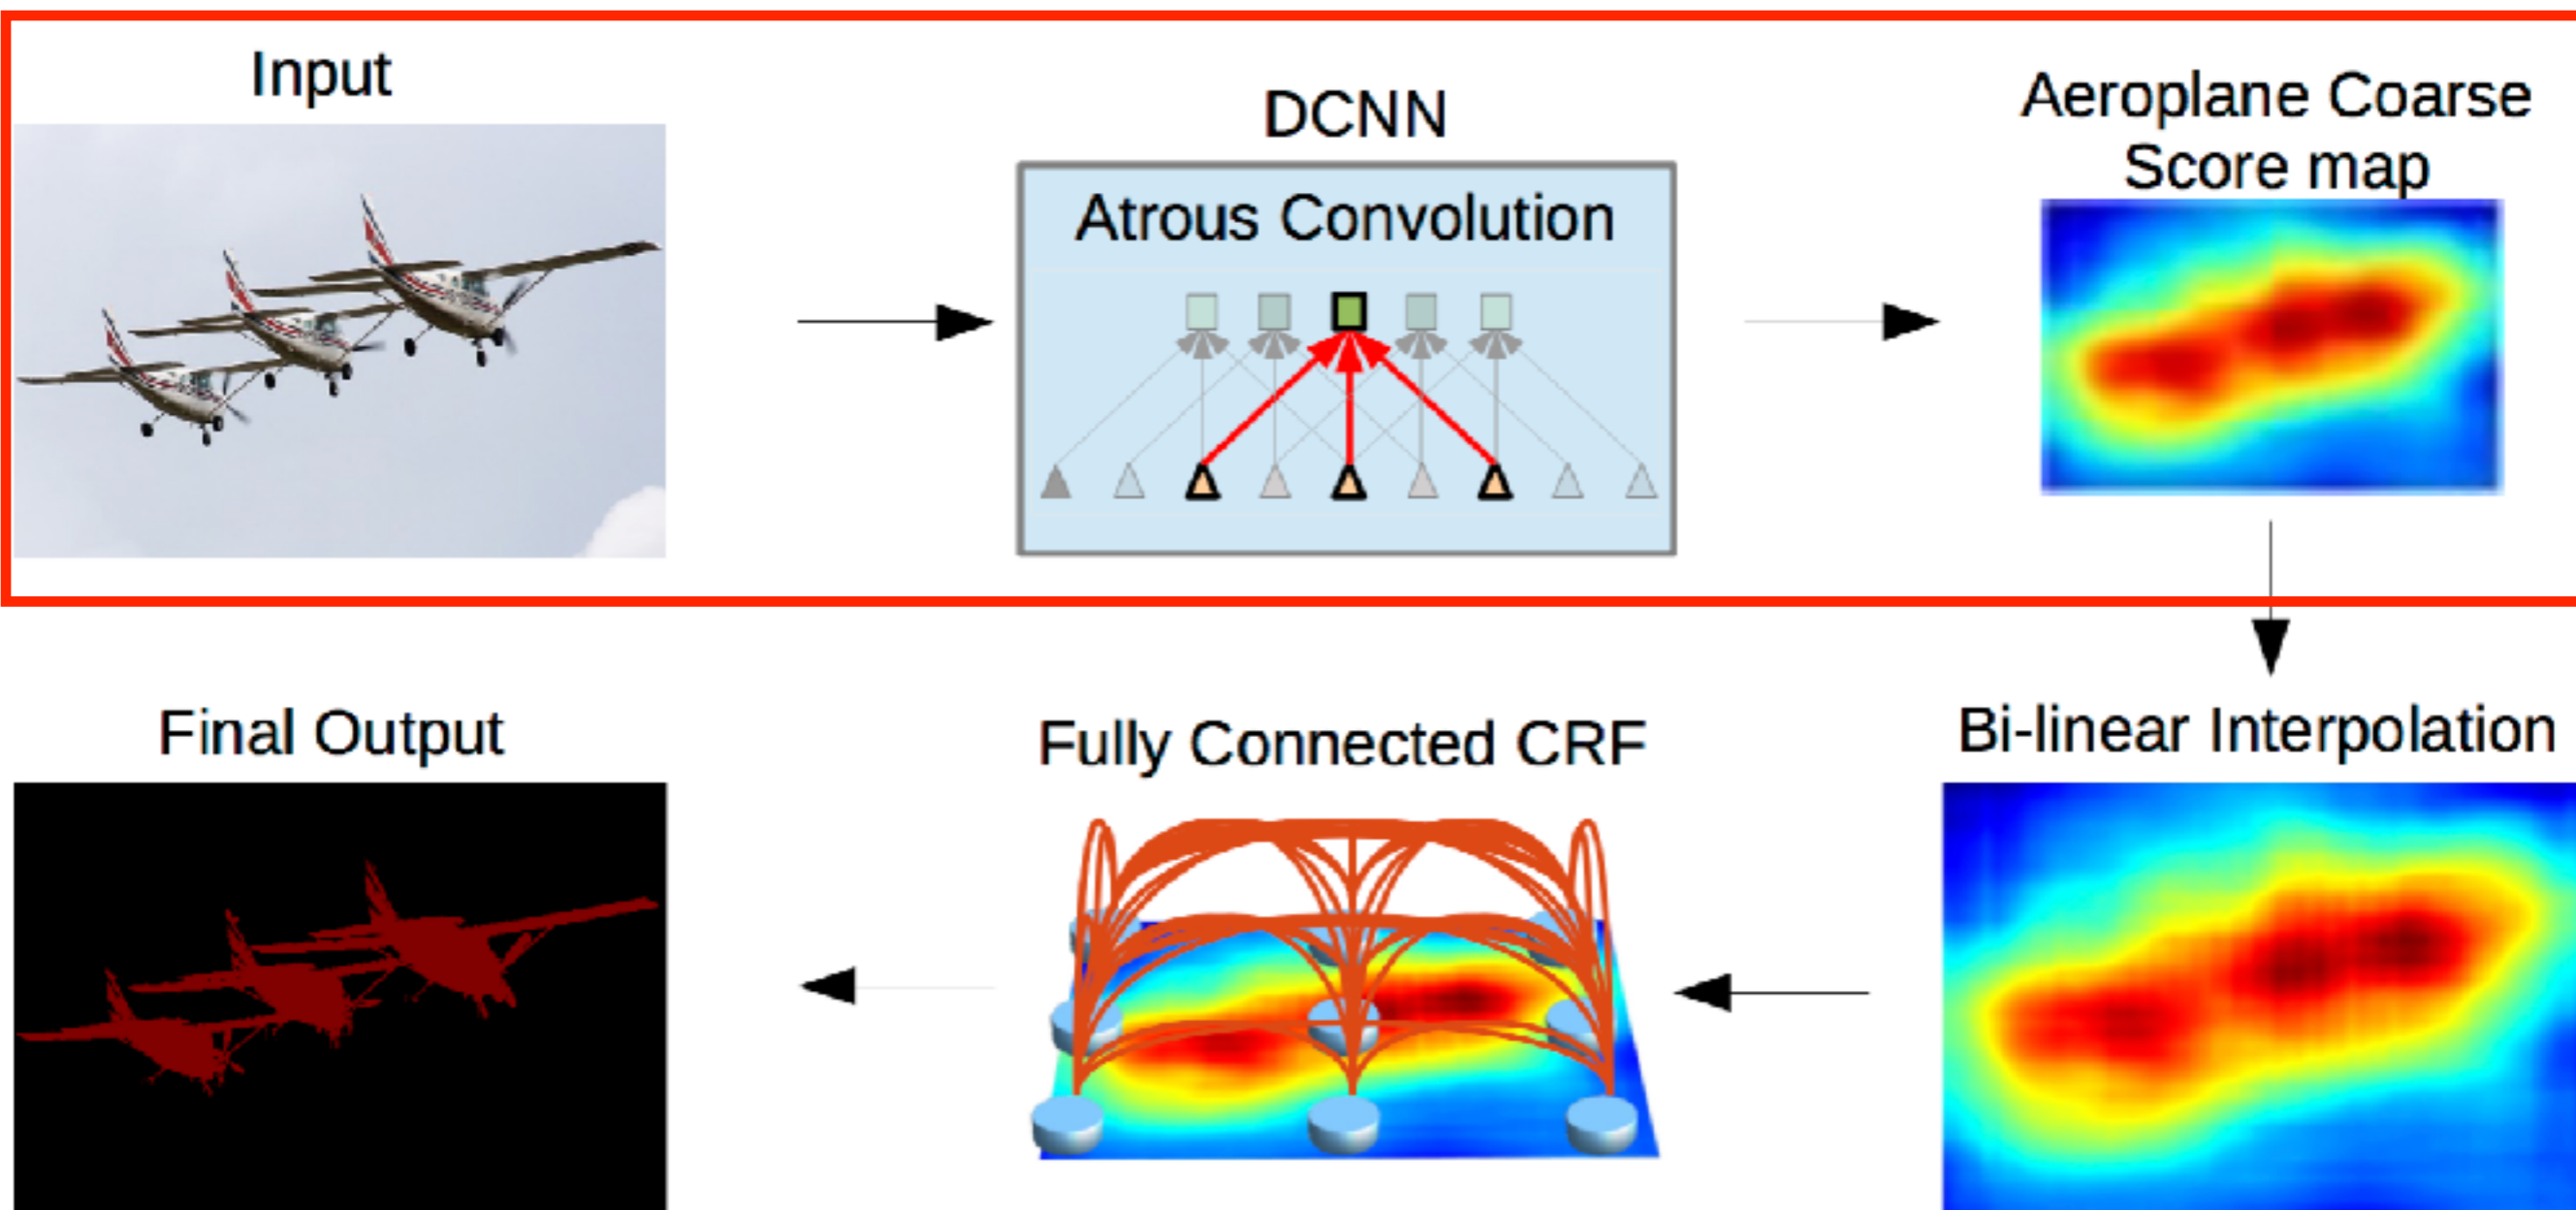 Input
DCNN
Atrous Convolution
Aeroplane Coarse
Score map
Final Output
Fully Connected CRF
Bi-linear Interpolation